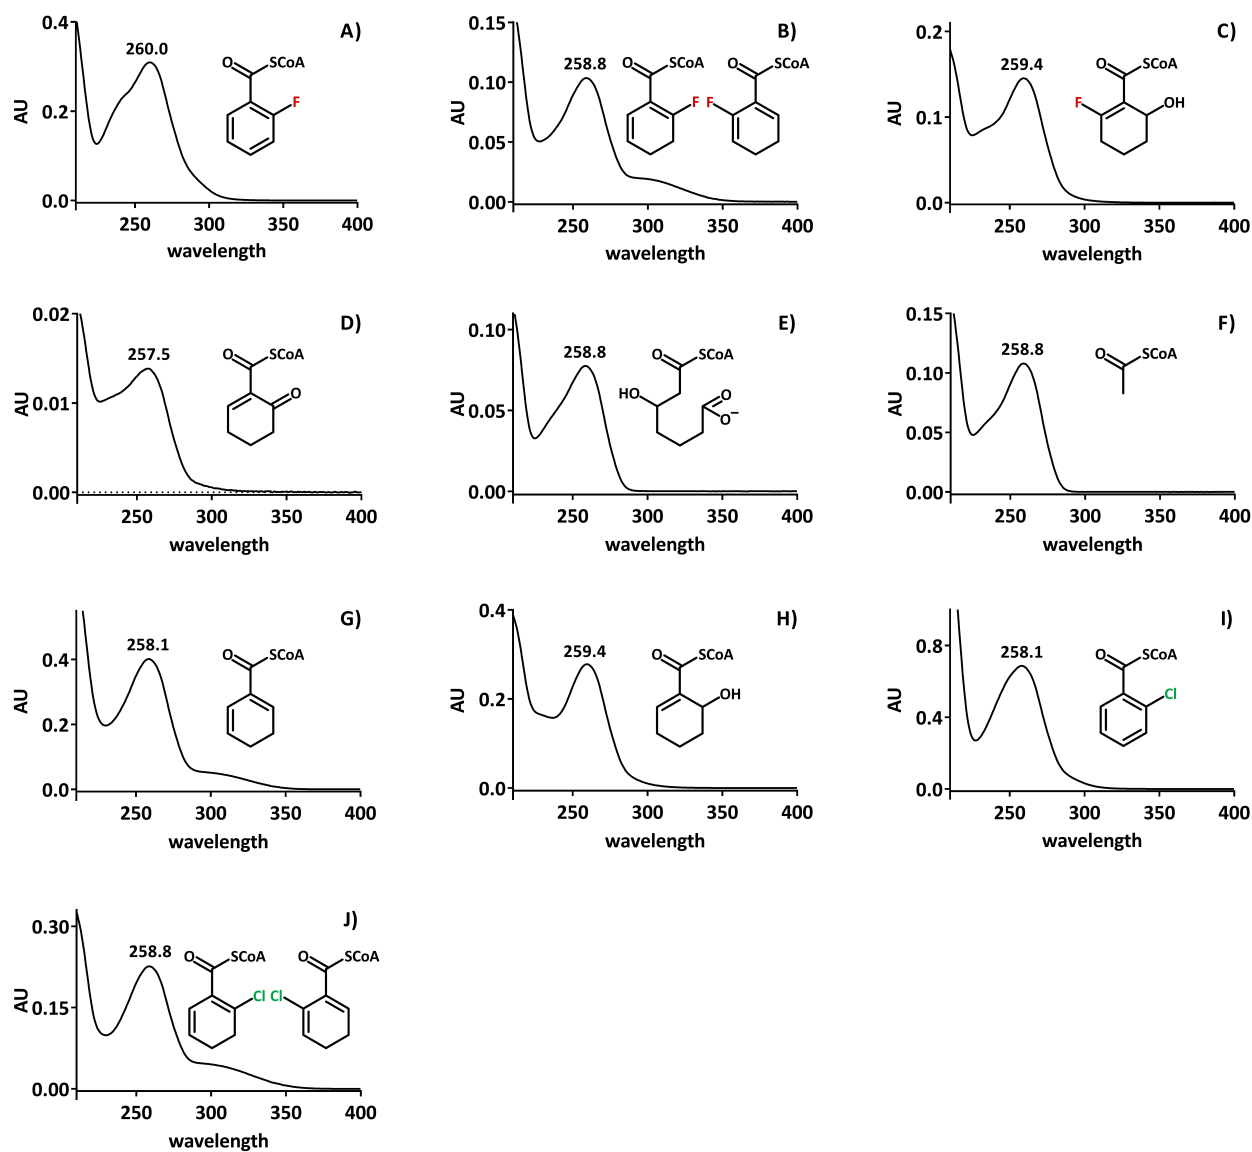 A)
0.4
0.2
0.0
AU
260.0
O
SCoA
F
250
300
350
400
wavelength
B)
0.15
0.10
0.05
0.00
AU
258.8
O
SCoA
F
O
SCoA
F
250
300
350
400
wavelength
C)
0.2
0.1
0.0
AU
259.4
O
SCoA
F
OH
250
300
350
400
wavelength
D)
0.02
0.01
0.00
AU
257.5
O
SCoA
O
250
300
350
400
wavelength
E)
0.10
0.05
0.00
AU
258.8
O
SCoA
HO
O
O−
250
300
350
400
wavelength
F)
0.15
0.10
0.05
0.00
AU
258.8
O
SCoA
250
300
350
400
wavelength
G)
0.4
0.2
0.0
AU
258.1
O
SCoA
250
300
350
400
wavelength
H)
0.4
0.2
0.0
AU
259.4
O
SCoA
OH
250
300
350
400
wavelength
I)
0.8
0.4
0.0
AU
258.1
O
SCoA
Cl
250
300
350
400
wavelength
J)
0.30
0.15
0.00
AU
258.8
O
SCoA
Cl
O
SCoA
Cl
250
300
350
400
wavelength